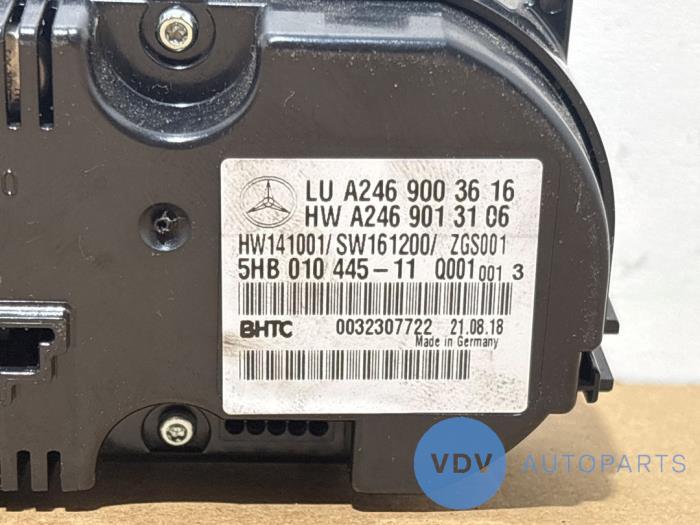 LU A246 900 36 16
HW A246 901 31 06
HW141001/ SW161200/ ZGS001
5HB 010 445-11 Q001 001 3
BHTC 0032307722 21.08.18
Made in Germany
VDV AUTOPARTS